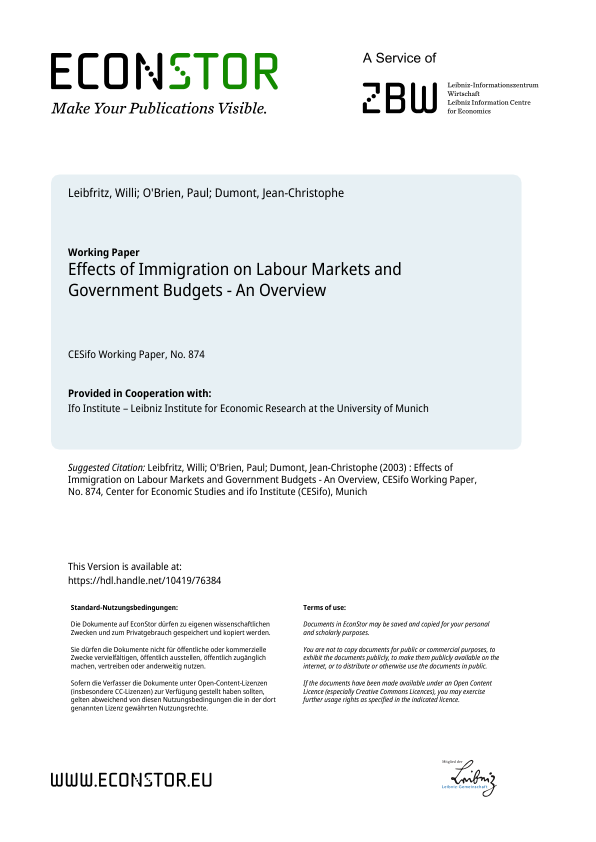 ECONSTOR
Make Your Publications Visible.
A Service of
ZBW
Leibniz-Informationszentrum
Wirtschaft
Leibniz Information Centre
for Economics
Leibfritz, Willi; O'Brien, Paul; Dumont, Jean-Christophe
Working Paper
Effects of Immigration on Labour Markets and
Government Budgets - An Overview
CESifo Working Paper, No. 874
Provided in Cooperation with:
Ifo Institute – Leibniz Institute for Economic Research at the University of Munich
Suggested Citation: Leibfritz, Willi; O'Brien, Paul; Dumont, Jean-Christophe (2003) : Effects of
Immigration on Labour Markets and Government Budgets - An Overview, CESifo Working Paper,
No. 874, Center for Economic Studies and ifo Institute (CESifo), Munich
This Version is available at:
https://hdl.handle.net/10419/76384
Standard-Nutzungsbedingungen:
Die Dokumente auf EconStor dürfen zu eigenen wissenschaftlichen
Zwecken und zum Privatgebrauch gespeichert und kopiert werden.
Sie dürfen die Dokumente nicht für öffentliche oder kommerzielle
Zwecke vervielfältigen, öffentlich ausstellen, öffentlich zugänglich
machen, vertreiben oder anderweitig nutzen.
Sofern die Verfasser die Dokumente unter Open-Content-Lizenzen
(insbesondere CC-Lizenzen) zur Verfügung gestellt haben sollten,
gelten abweichend von diesen Nutzungsbedingungen die in der dort
genannten Lizenz gewährten Nutzungsrechte.
Terms of use:
Documents in EconStor may be saved and copied for your personal
and scholarly purposes.
You are not to copy documents for public or commercial purposes, to
exhibit the documents publicly, to make them publicly available on the
internet, or to distribute or otherwise use the documents in public.
If the documents have been made available under an Open Content
Licence (especially Creative Commons Licences), you may exercise
further usage rights as specified in the indicated licence.
WWW.ECONSTOR.EU
Mitglied der
Leibniz
Leibniz-Gemeinschaft